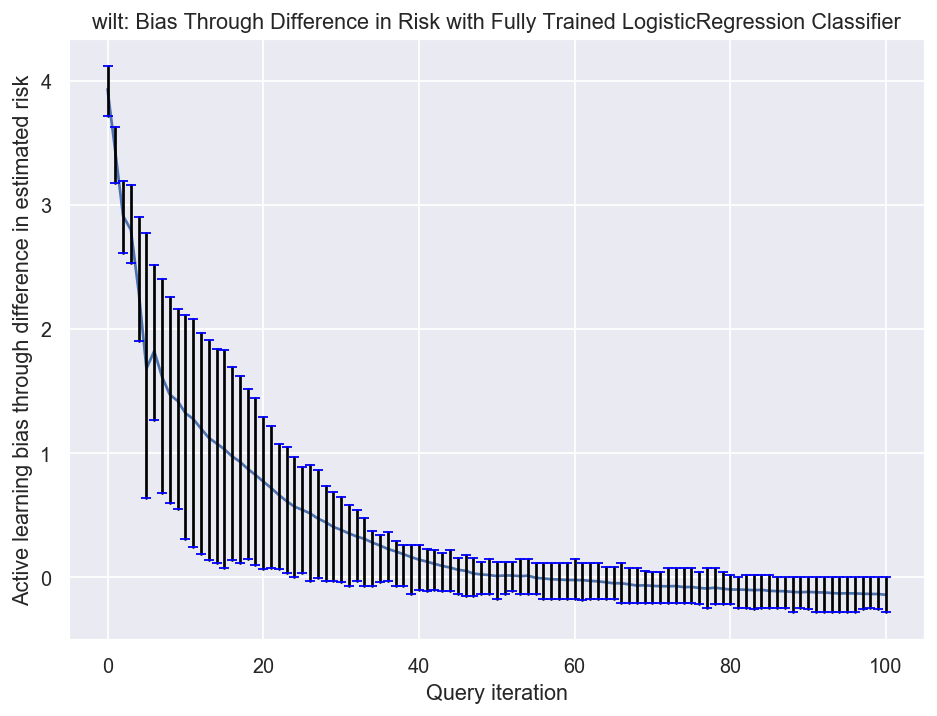 wilt: Bias Through Difference in Risk with Fully Trained LogisticRegression Classifier
Active learning bias through difference in estimated risk
4
3
2
1
0
0 20 40 60 80 100
Query iteration